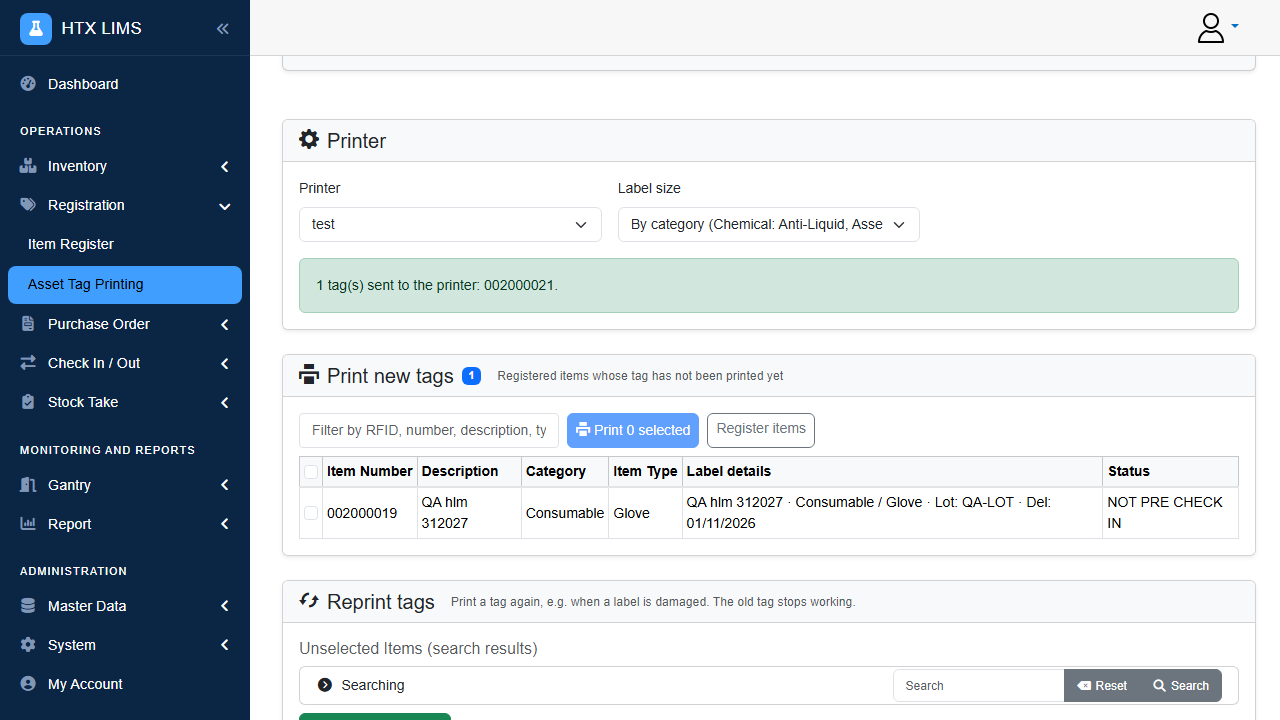 HTX LIMS
Dashboard
OPERATIONS
Inventory
Registration
Item Register
Asset Tag Printing
Purchase Order
Check In / Out
Stock Take
MONITORING AND REPORTS
Gantry
Report
ADMINISTRATION
Master Data
System
My Account
Printer
Printer Label size
test By category (Chemical: Anti-Liquid, Asse
1 tag(s) sent to the printer: 002000021.
Print new tags 1 Registered items whose tag has not been printed yet
Filter by RFID, number, description, ty Print 0 selected Register items
Item Number Description Category Item Type Label details Status
002000019 QA hlm 312027 Consumable Glove QA hlm 312027 · Consumable / Glove · Lot: QA-LOT · Del: 01/11/2026 NOT PRE CHECK IN
Reprint tags Print a tag again, e.g. when a label is damaged. The old tag stops working.
Unselected Items (search results)
Searching Search Reset Search